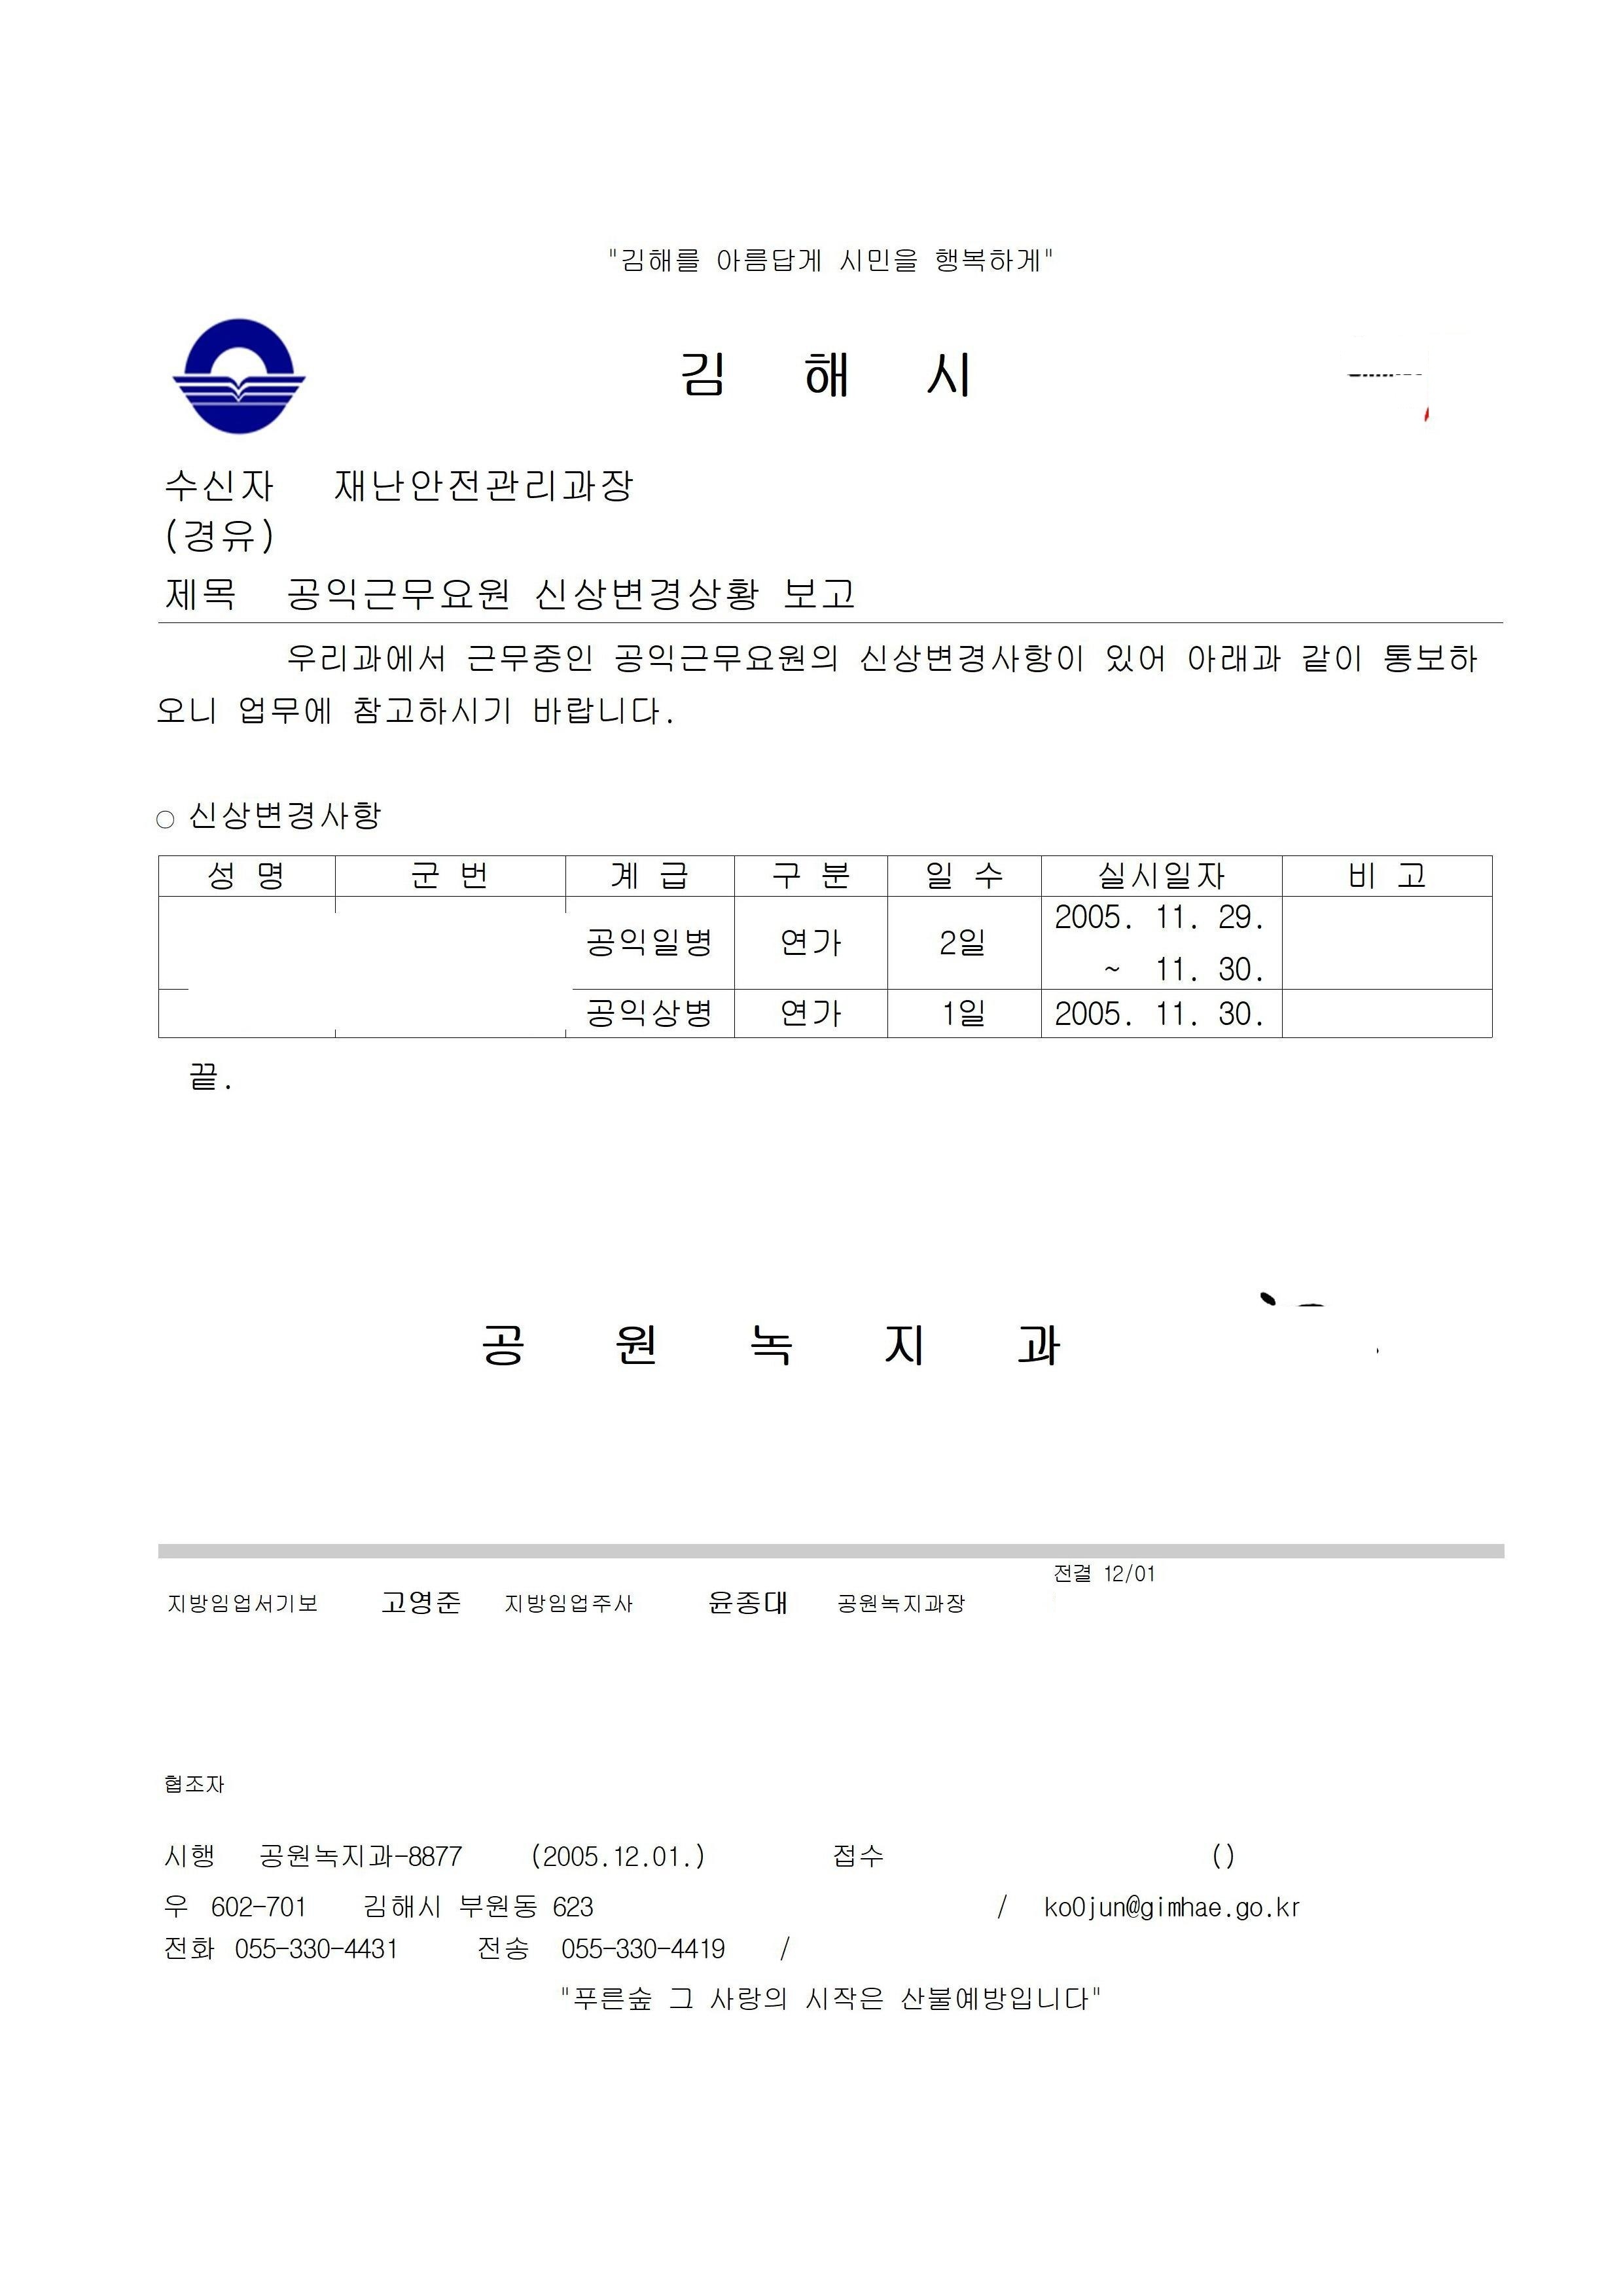 "김해를 아름답게 시민을 행복하게"
김 해 시
수신자 재난안전관리과장
(경유)
제목 공익근무요원 신상변경상황 보고
우리과에서 근무중인 공익근무요원의 신상변경사항이 있어 아래과 같이 통보하
오니 업무에 참고하시기 바랍니다.
○ 신상변경사항
성 명 군 번 계 급 구 분 일 수 실시일자 비 고
공익일병 연가 2일 2005. 11. 29.
~ 11. 30.
공익상병 연가 1일 2005. 11. 30.
끝.
공 원 녹 지 과
전결 12/01
지방임업서기보 고영준 지방임업주사 윤종대 공원녹지과장
협조자
시행 공원녹지과-8877 (2005.12.01.) 접수 ()
우 602-701 김해시 부원동 623 / ko0jun@gimhae.go.kr
전화 055-330-4431 전송 055-330-4419 /
"푸른숲 그 사랑의 시작은 산불예방입니다"